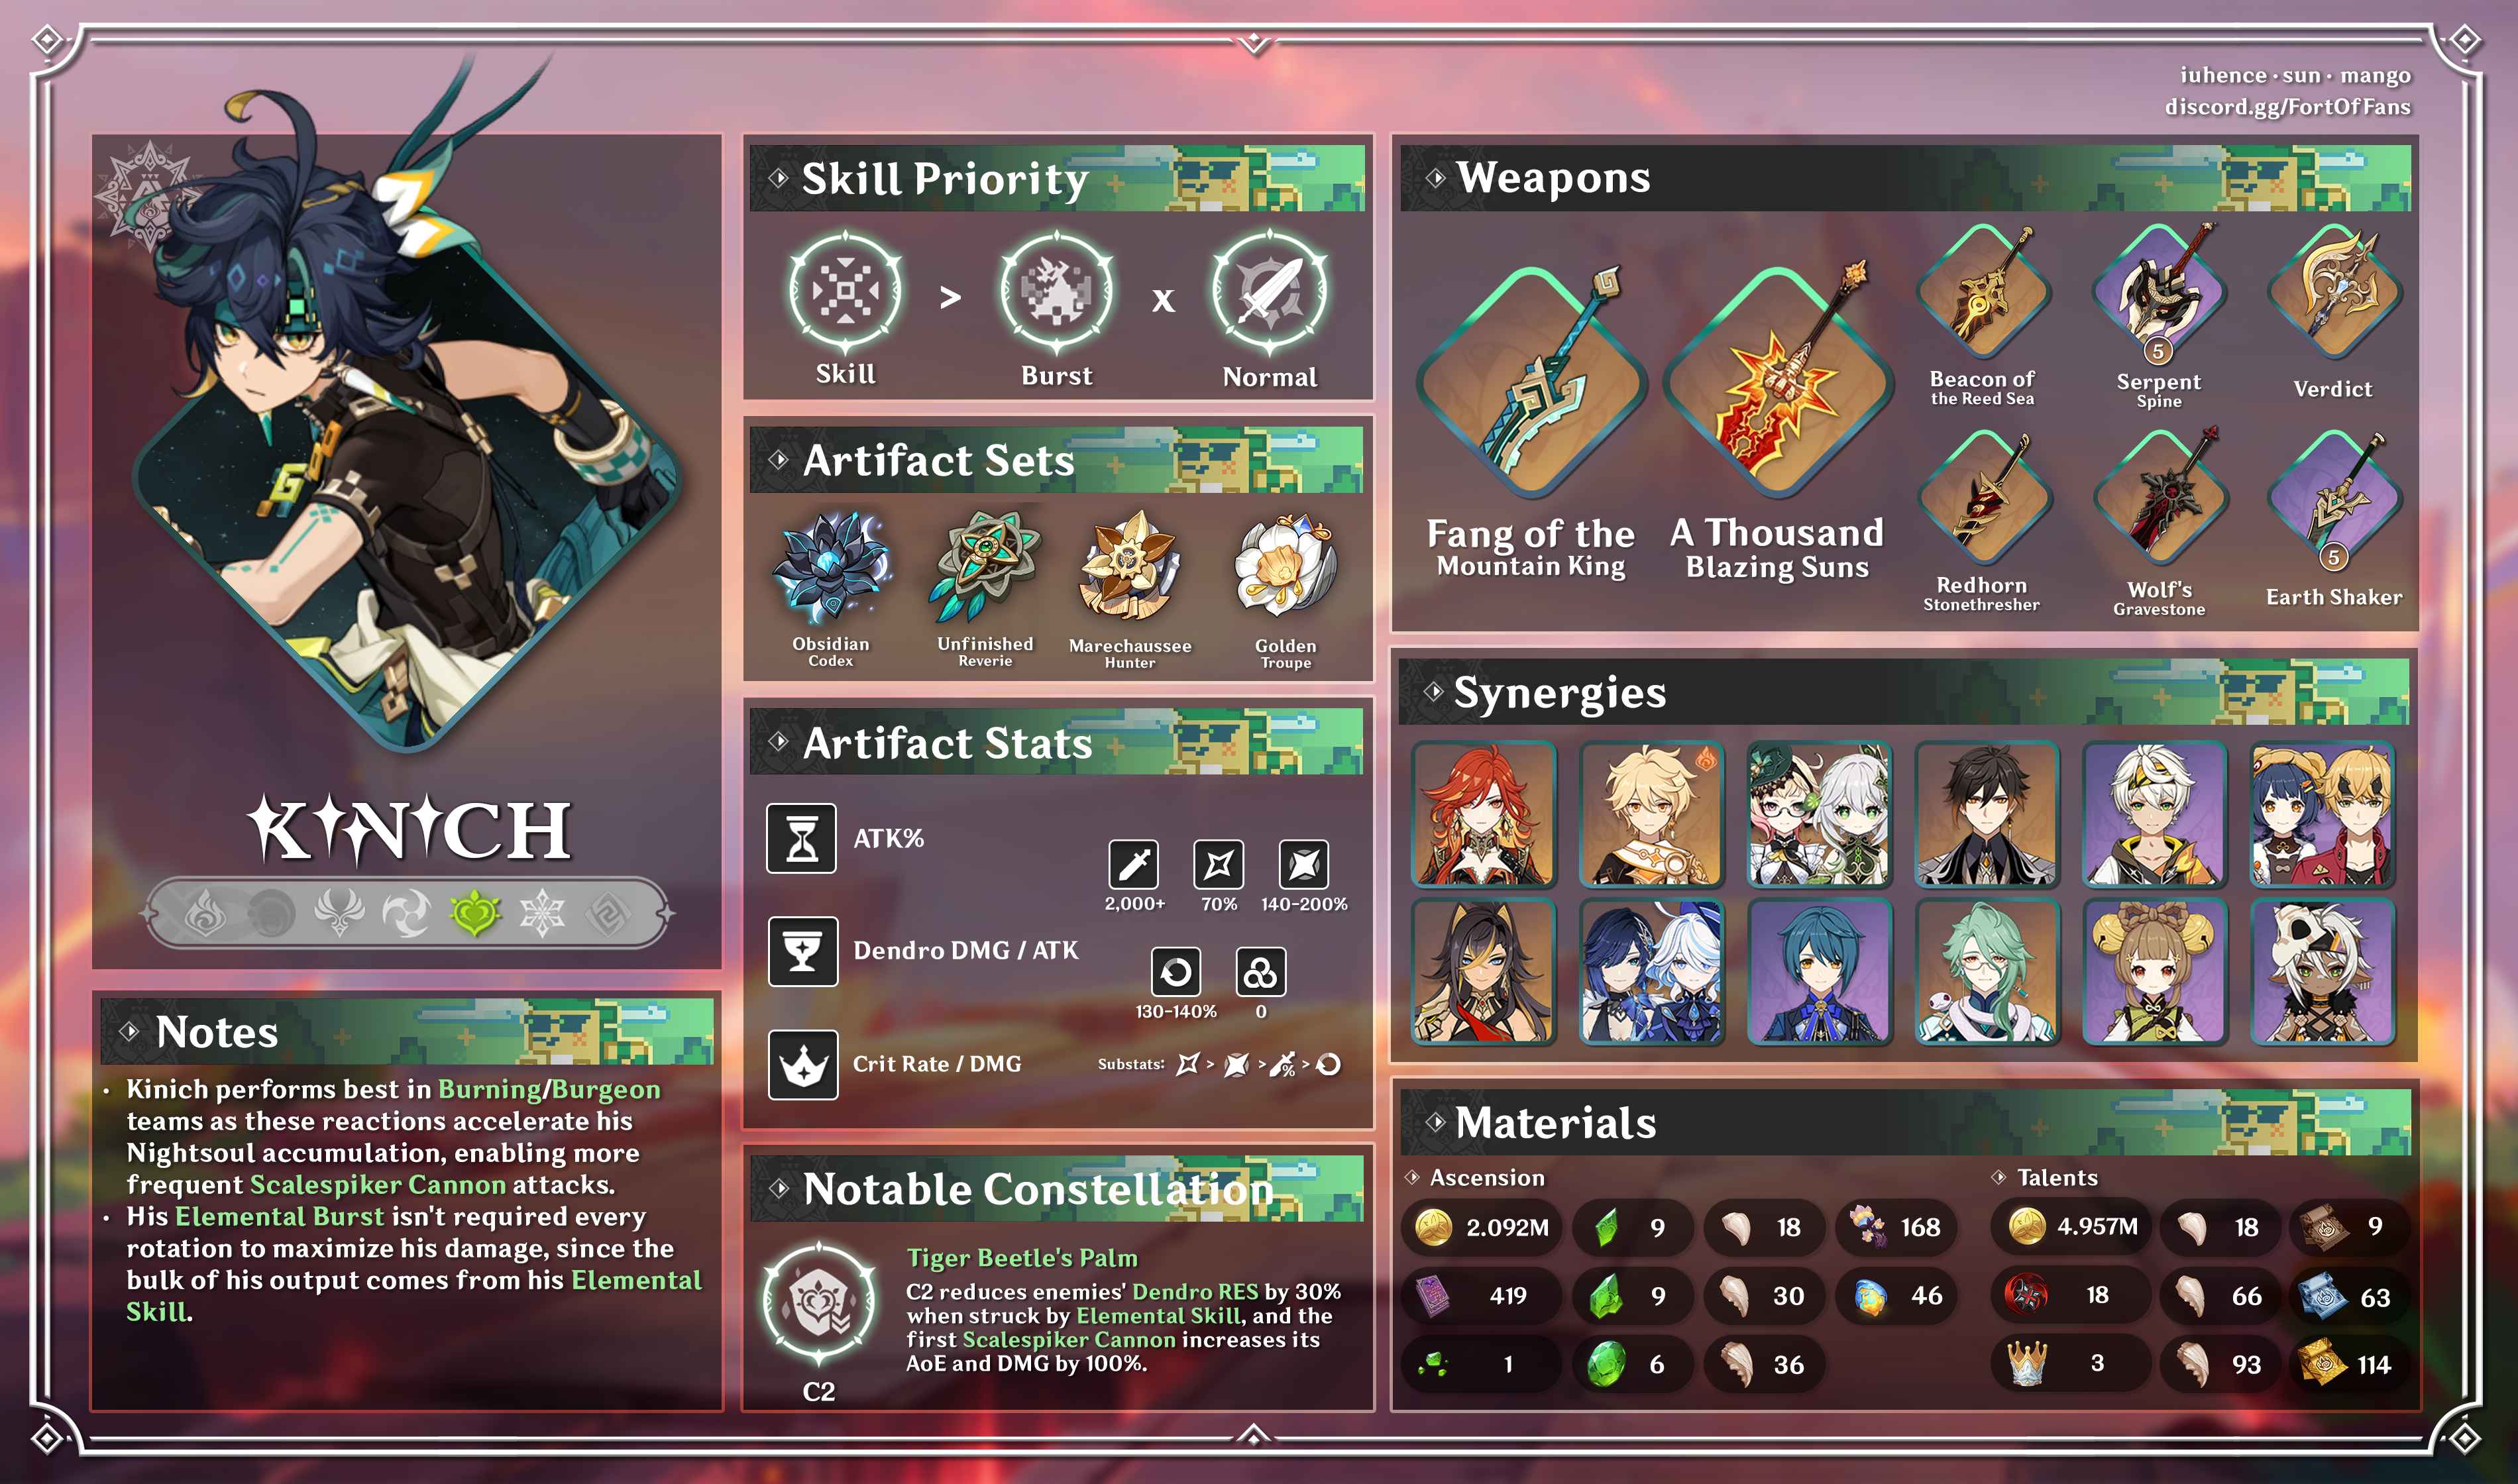 iuhence · sun · mango
discord.gg/FortOfFans
KINICH
Notes
• Kinich performs best in Burning/Burgeon
teams as these reactions accelerate his
Nightsoul accumulation, enabling more
frequent Scalespiker Cannon attacks.
• His Elemental Burst isn't required every
rotation to maximize his damage, since the
bulk of his output comes from his Elemental
Skill.
Skill Priority
> x
Skill Burst Normal
Artifact Sets
Obsidian
Codex
Unfinished
Reverie
Marechaussee
Hunter
Golden
Troupe
Artifact Stats
ATK%
Dendro DMG / ATK
Crit Rate / DMG
2,000+ 70% 140-200%
130-140% 0
Substats: > > % >
Notable Constellation
C2
Tiger Beetle's Palm
C2 reduces enemies' Dendro RES by 30%
when struck by Elemental Skill, and the
first Scalespiker Cannon increases its
AoE and DMG by 100%.
Weapons
Fang of the
Mountain King
A Thousand
Blazing Suns
Beacon of
the Reed Sea
5
Serpent
Spine
Verdict
Redhorn
Stonethresher
Wolf's
Gravestone
5
Earth Shaker
Synergies
Materials
Ascension
2.092M 9 18 168
419 9 30 46
1 6 36
Talents
4.957M 18 9
18 66 63
3 93 114